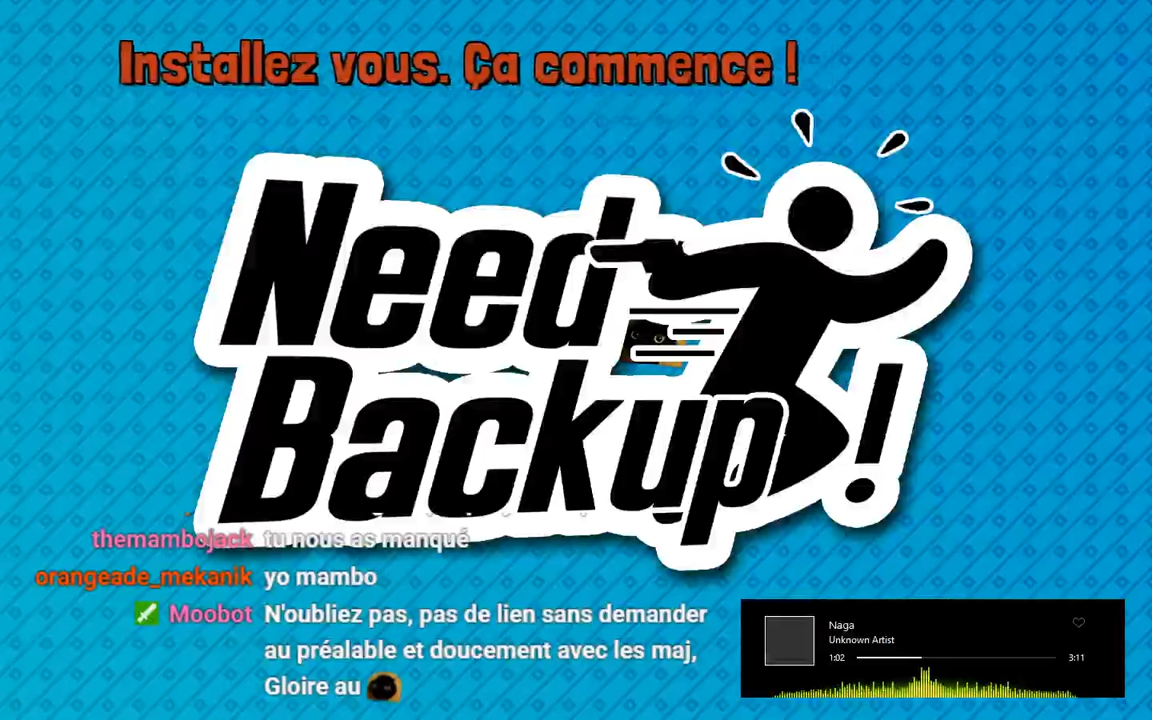 Installez vous. Ça commence !
Need
Backup !
themambojack tu nous as manqué
orangeade_mekanik yo mambo
Moobot N'oubliez pas, pas de lien sans demander
au préalable et doucement avec les maj,
Gloire au
Naga
Unknown Artist
1:02 3:11